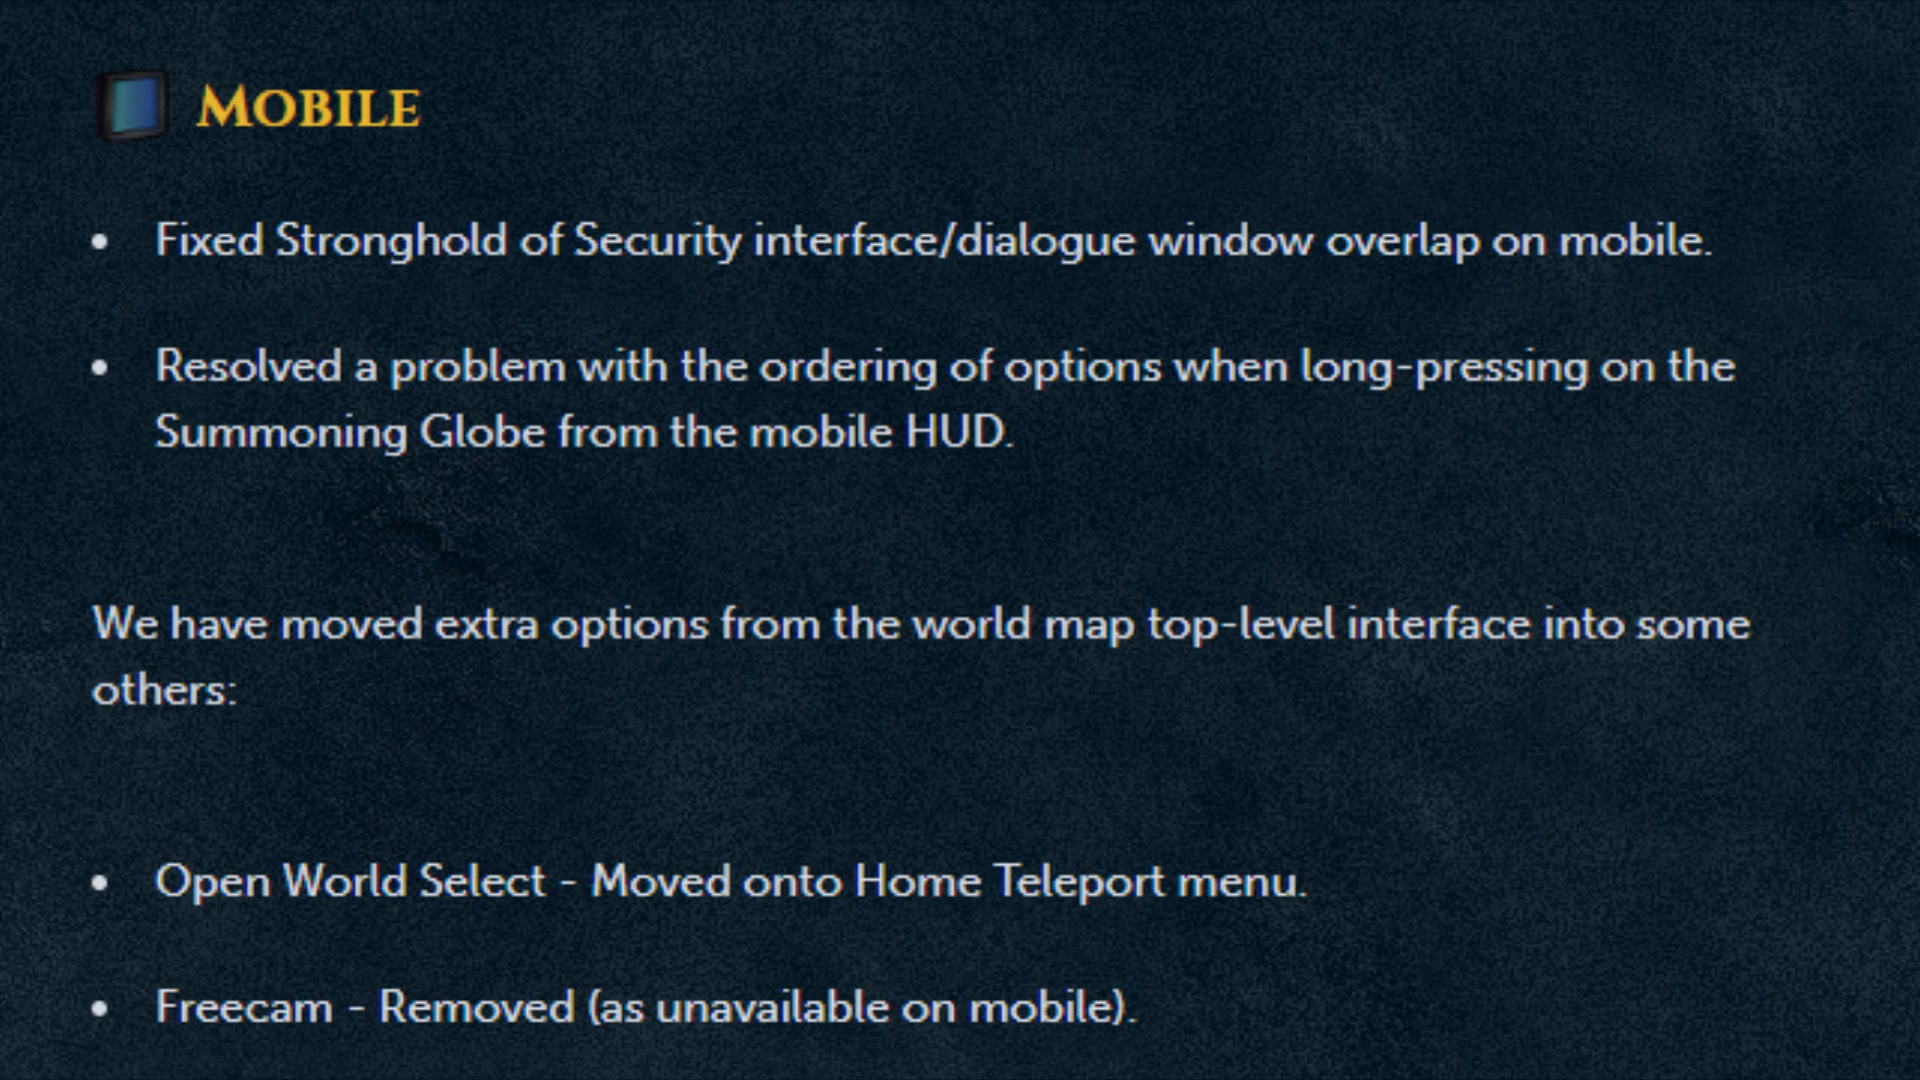 MOBILE
• Fixed Stronghold of Security interface/dialogue window overlap on mobile.
• Resolved a problem with the ordering of options when long-pressing on the
Summoning Globe from the mobile HUD.
We have moved extra options from the world map top-level interface into some
others:
• Open World Select - Moved onto Home Teleport menu.
• Freecam - Removed (as unavailable on mobile).